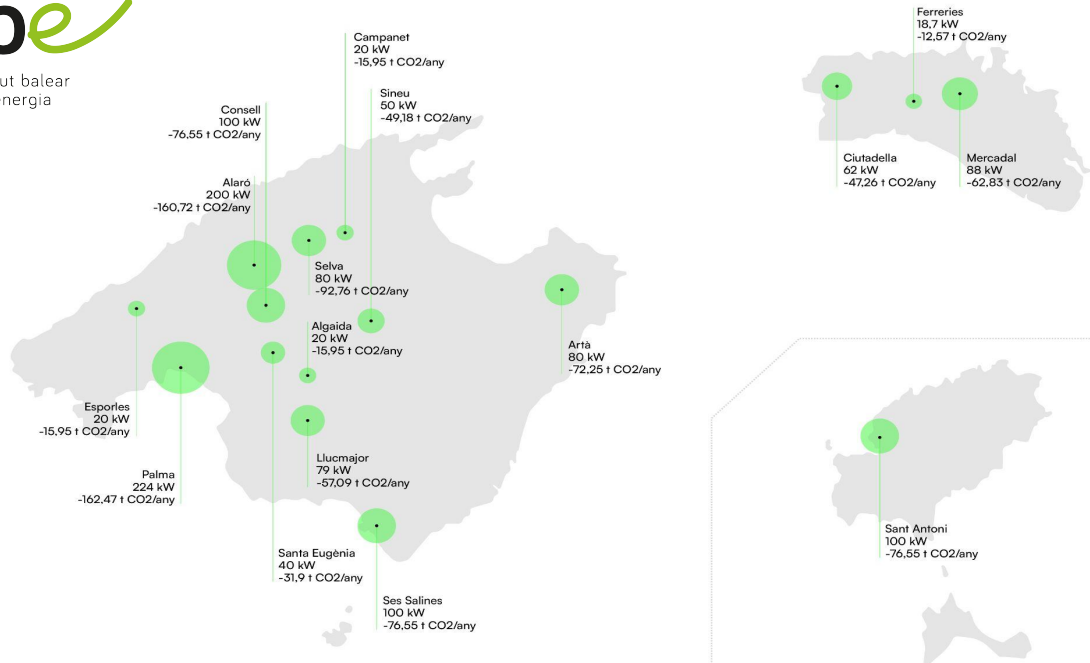 be
ut balear
energia
Campanet
20 kW
-15,95 t CO2/any
Sineu
50 kW
-49,18 t CO2/any
Consell
100 kW
-76,55 t CO2/any
Alaró
200 kW
-160,72 t CO2/any
Selva
80 kW
-92,76 t CO2/any
Algaida
20 kW
-15,95 t CO2/any
Artà
80 kW
-72,25 t CO2/any
Esporles
20 kW
-15,95 t CO2/any
Palma
224 kW
-162,47 t CO2/any
Llucmajor
79 kW
-57,09 t CO2/any
Santa Eugènia
40 kW
-31,9 t CO2/any
Ses Salines
100 kW
-76,55 t CO2/any
Ferreries
18,7 kW
-12,57 t CO2/any
Ciutadella
62 kW
-47,26 t CO2/any
Mercadal
88 kW
-62,83 t CO2/any
Sant Antoni
100 kW
-76,55 t CO2/any